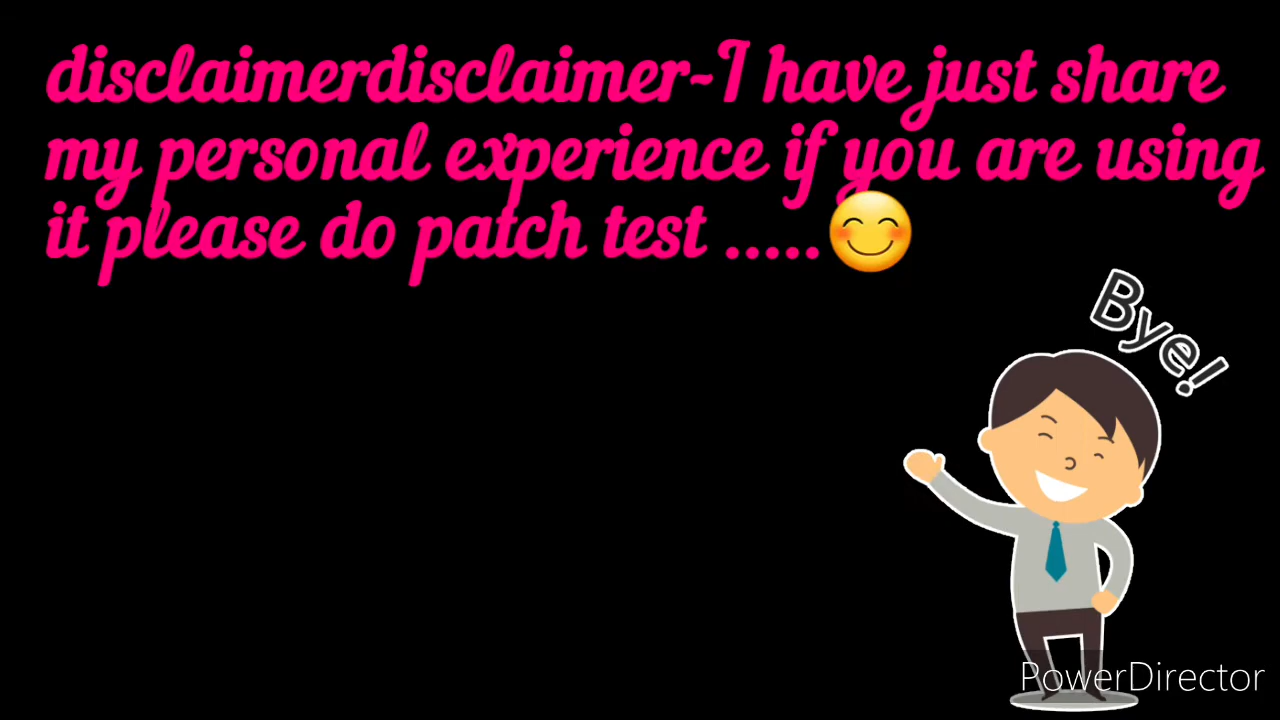 disclaimerdisclaimer-I have just share
my personal experience if you are using
it please do patch test .....😊
Bye!
PowerDirector